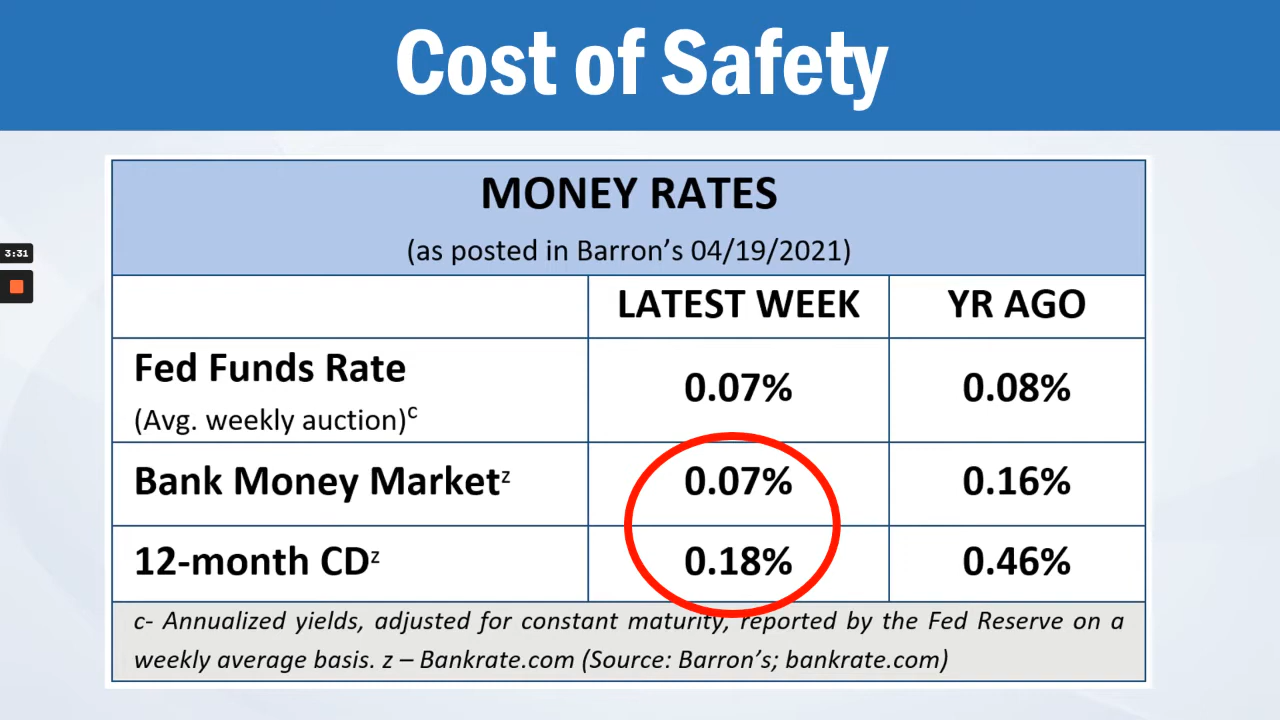 Cost of Safety
MONEY RATES
(as posted in Barron’s 04/19/2021)
LATEST WEEK YR AGO
Fed Funds Rate
(Avg. weekly auction)ᶜ 0.07% 0.08%
Bank Money Marketᶻ 0.07% 0.16%
12-month CDᶻ 0.18% 0.46%
c- Annualized yields, adjusted for constant maturity, reported by the Fed Reserve on a
weekly average basis. z – Bankrate.com (Source: Barron’s; bankrate.com)
3:31